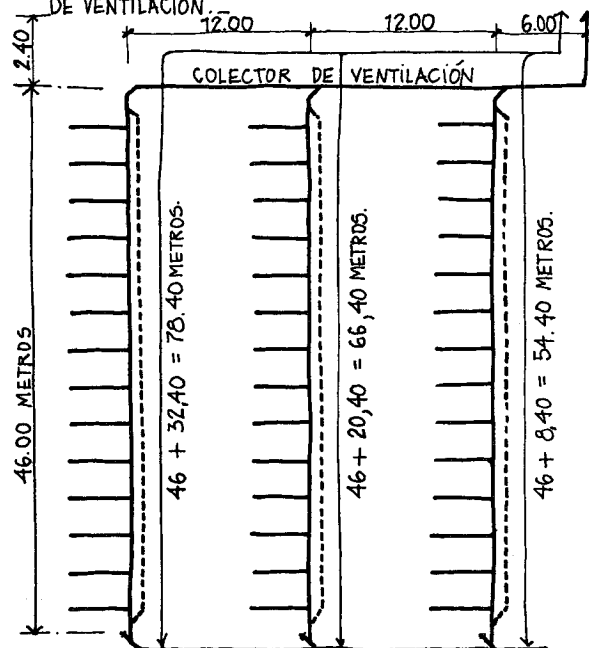 DE VENTILACIÓN._
12.00 12.00 6.00
2.40
COLECTOR DE VENTILACIÓN
46.00 METROS
46 + 32,40 = 78.40 METROS.
46 + 20,40 = 66,40 METROS.
46 + 8,40 = 54.40 METROS.